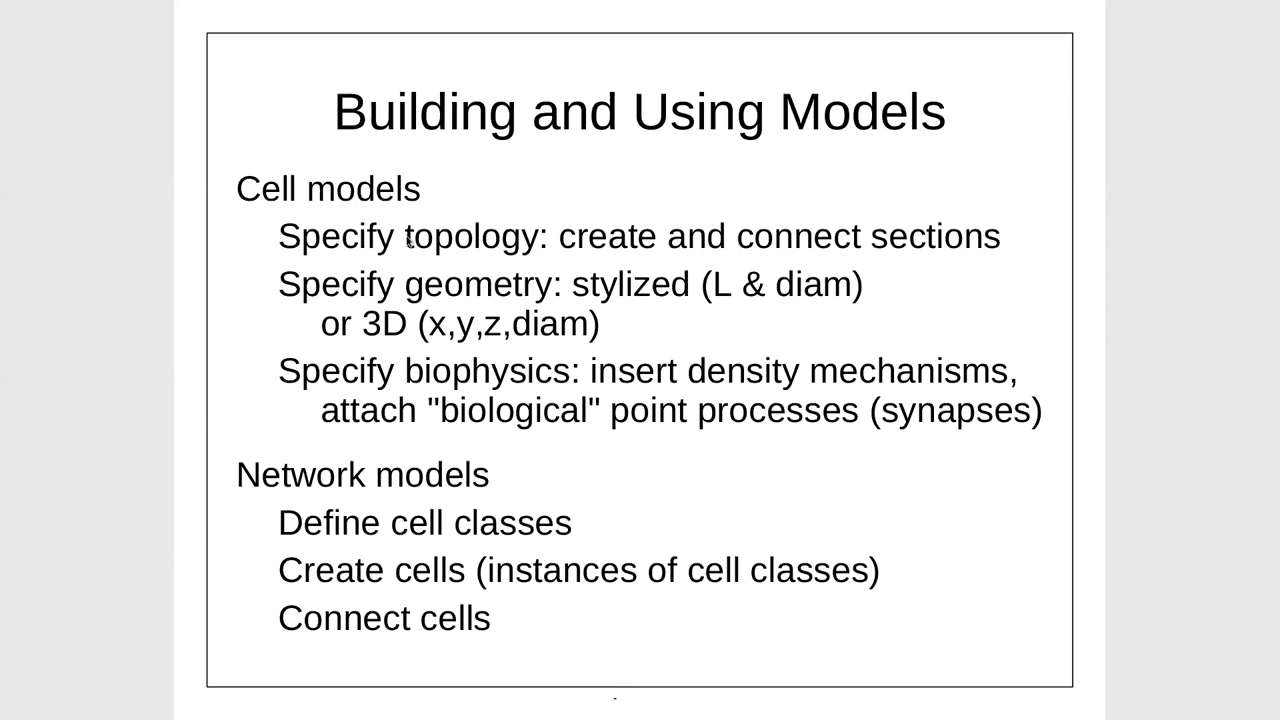 Building and Using Models
Cell models
Specify topology: create and connect sections
Specify geometry: stylized (L & diam)
or 3D (x,y,z,diam)
Specify biophysics: insert density mechanisms,
attach "biological" point processes (synapses)
Network models
Define cell classes
Create cells (instances of cell classes)
Connect cells